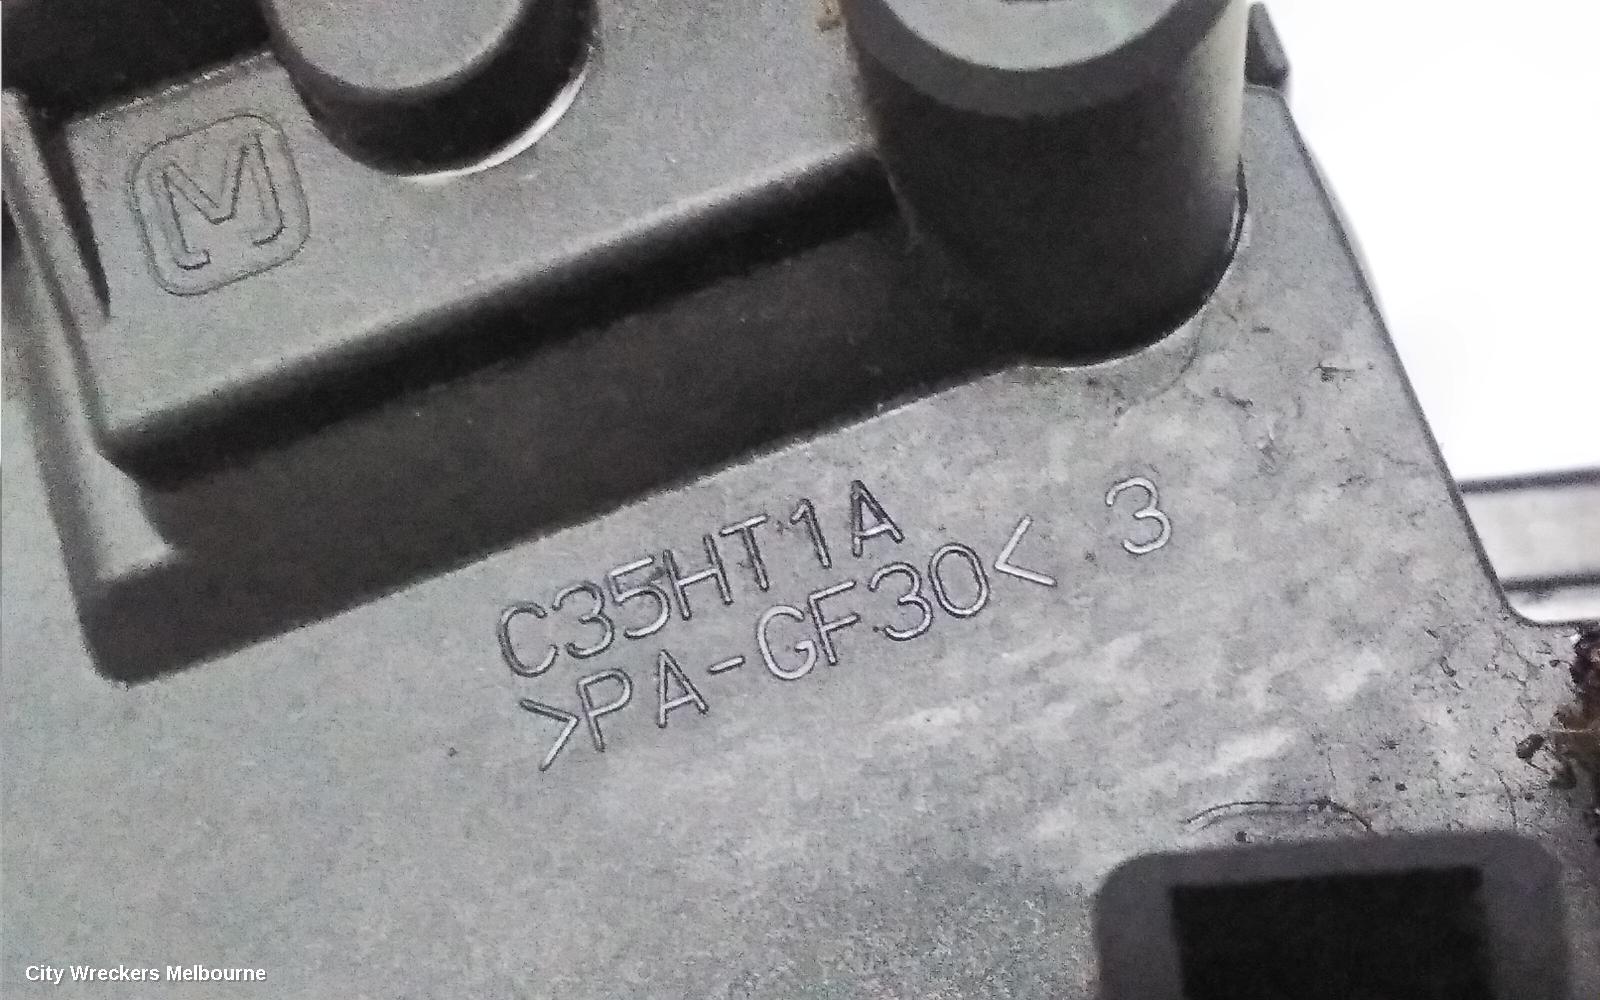 M
C35HT1A
>PA-GF30< 3
City Wreckers Melbourne